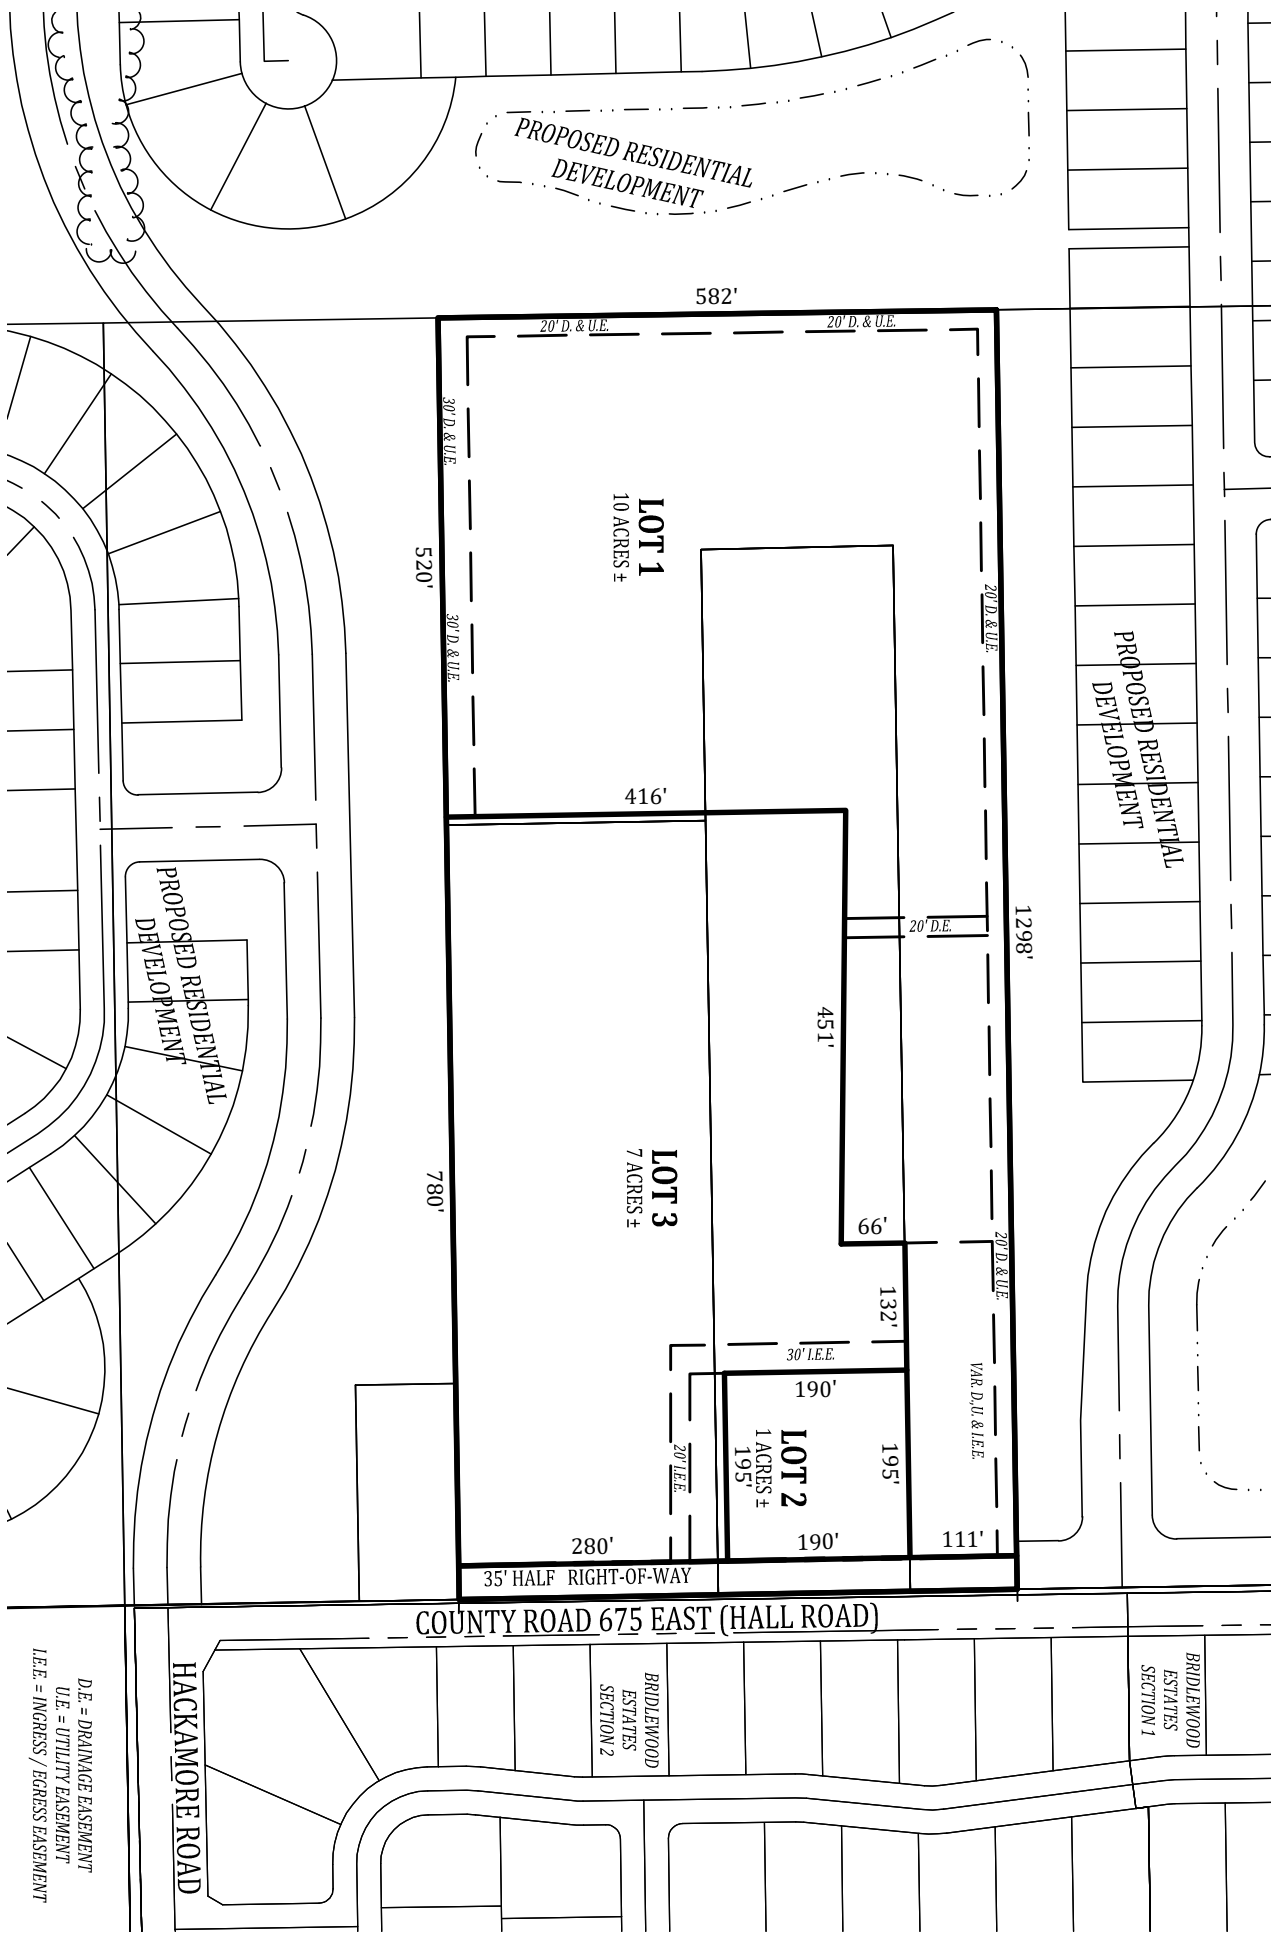 PROPOSED RESIDENTIAL
DEVELOPMENT
582'
20' D. & U.E.
20' D. & U.E.
30' D. & U.E.
LOT 1
10 ACRES ±
520'
20' D. & U.E.
30' D. & U.E.
PROPOSED RESIDENTIAL
DEVELOPMENT
416'
PROPOSED RESIDENTIAL
DEVELOPMENT
20' D.E.
1298'
451'
LOT 3
7 ACRES ±
780'
66'
20' D. & U.E.
132'
30' I.E.E.
190'
VAR. D.,U. & I.E.E.
LOT 2
1 ACRES ±
195'
195'
20' I.E.E.
280'
190'
111'
35' HALF RIGHT-OF-WAY
COUNTY ROAD 675 EAST (HALL ROAD)
HACKAMORE ROAD
BRIDLEWOOD
ESTATES
SECTION 2
BRIDLEWOOD
ESTATES
SECTION 1
D.E. = DRAINAGE EASEMENT
U.E. = UTILITY EASEMENT
I.E.E. = INGRESS / EGRESS EASEMENT